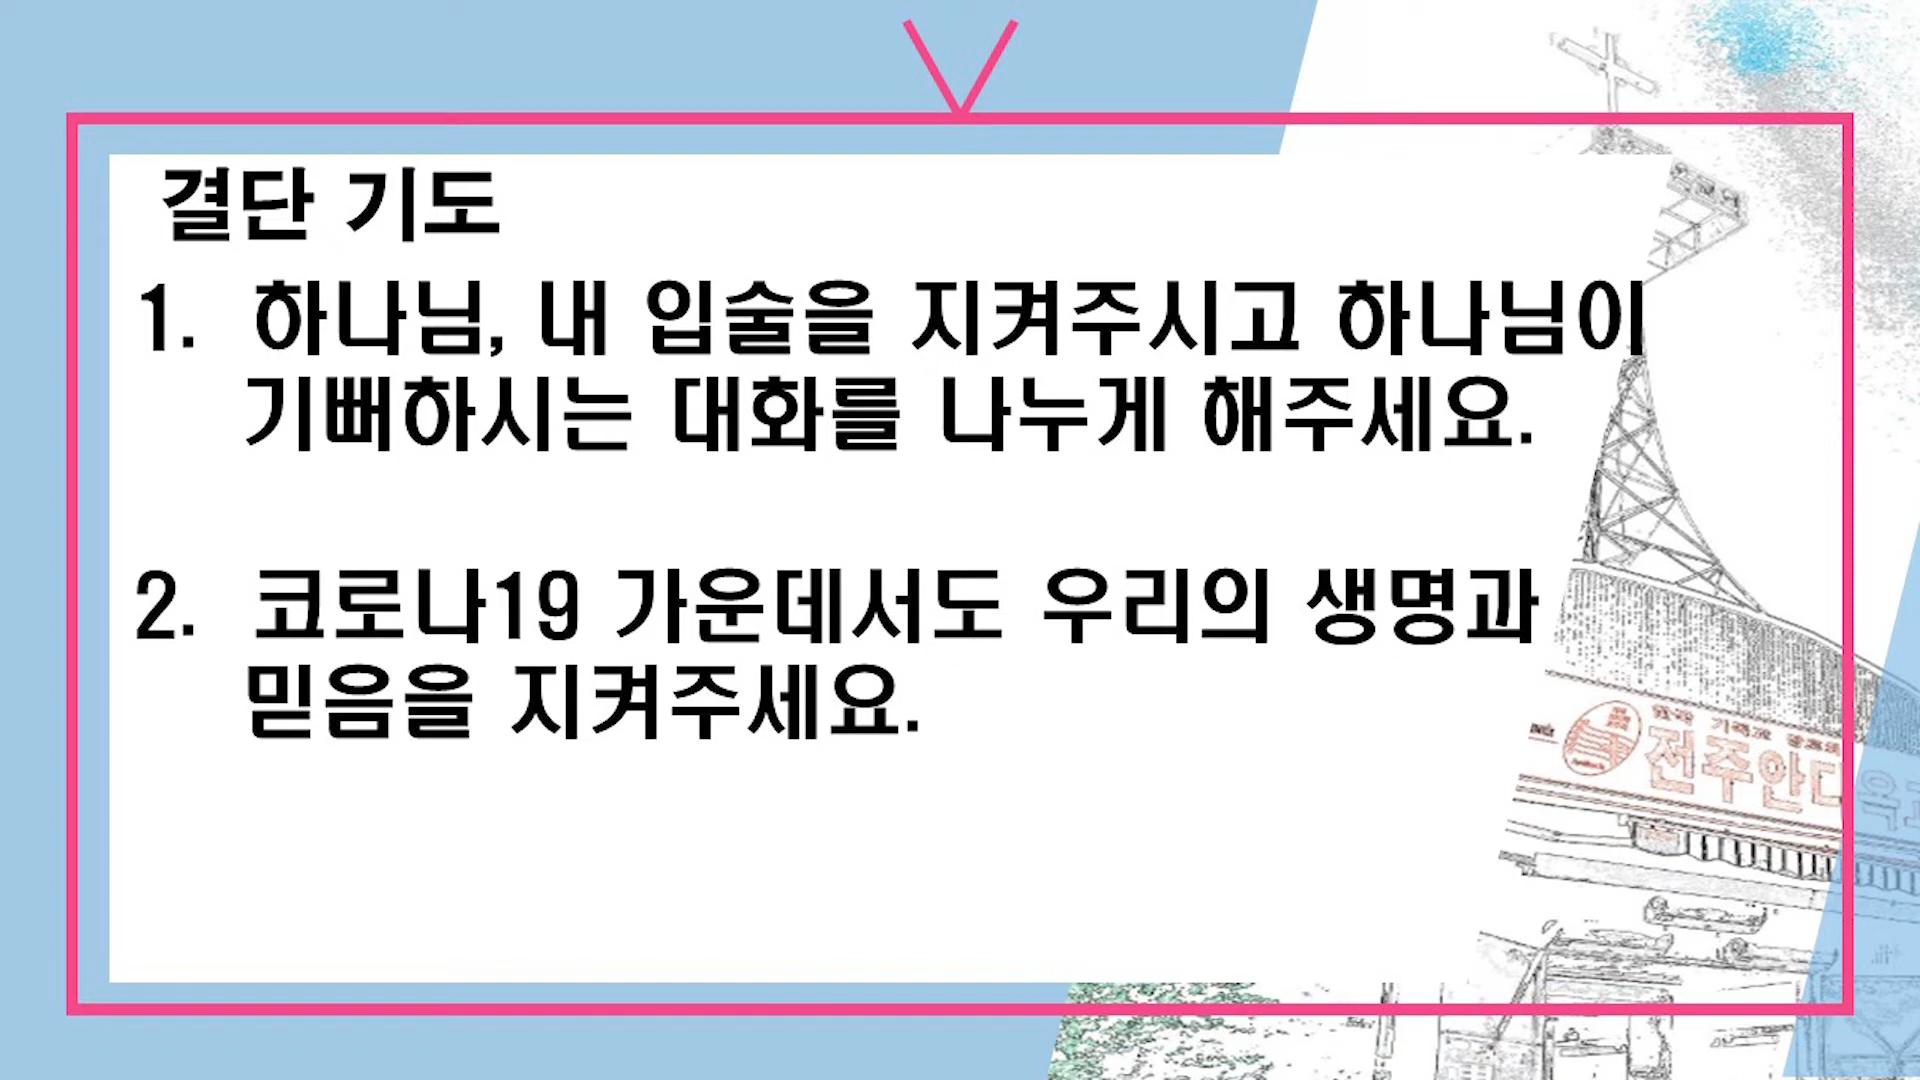 결단 기도
1. 하나님, 내 입술을 지켜주시고 하나님이
기뻐하시는 대화를 나누게 해주세요.
2. 코로나19 가운데서도 우리의 생명과
믿음을 지켜주세요.
전주안디